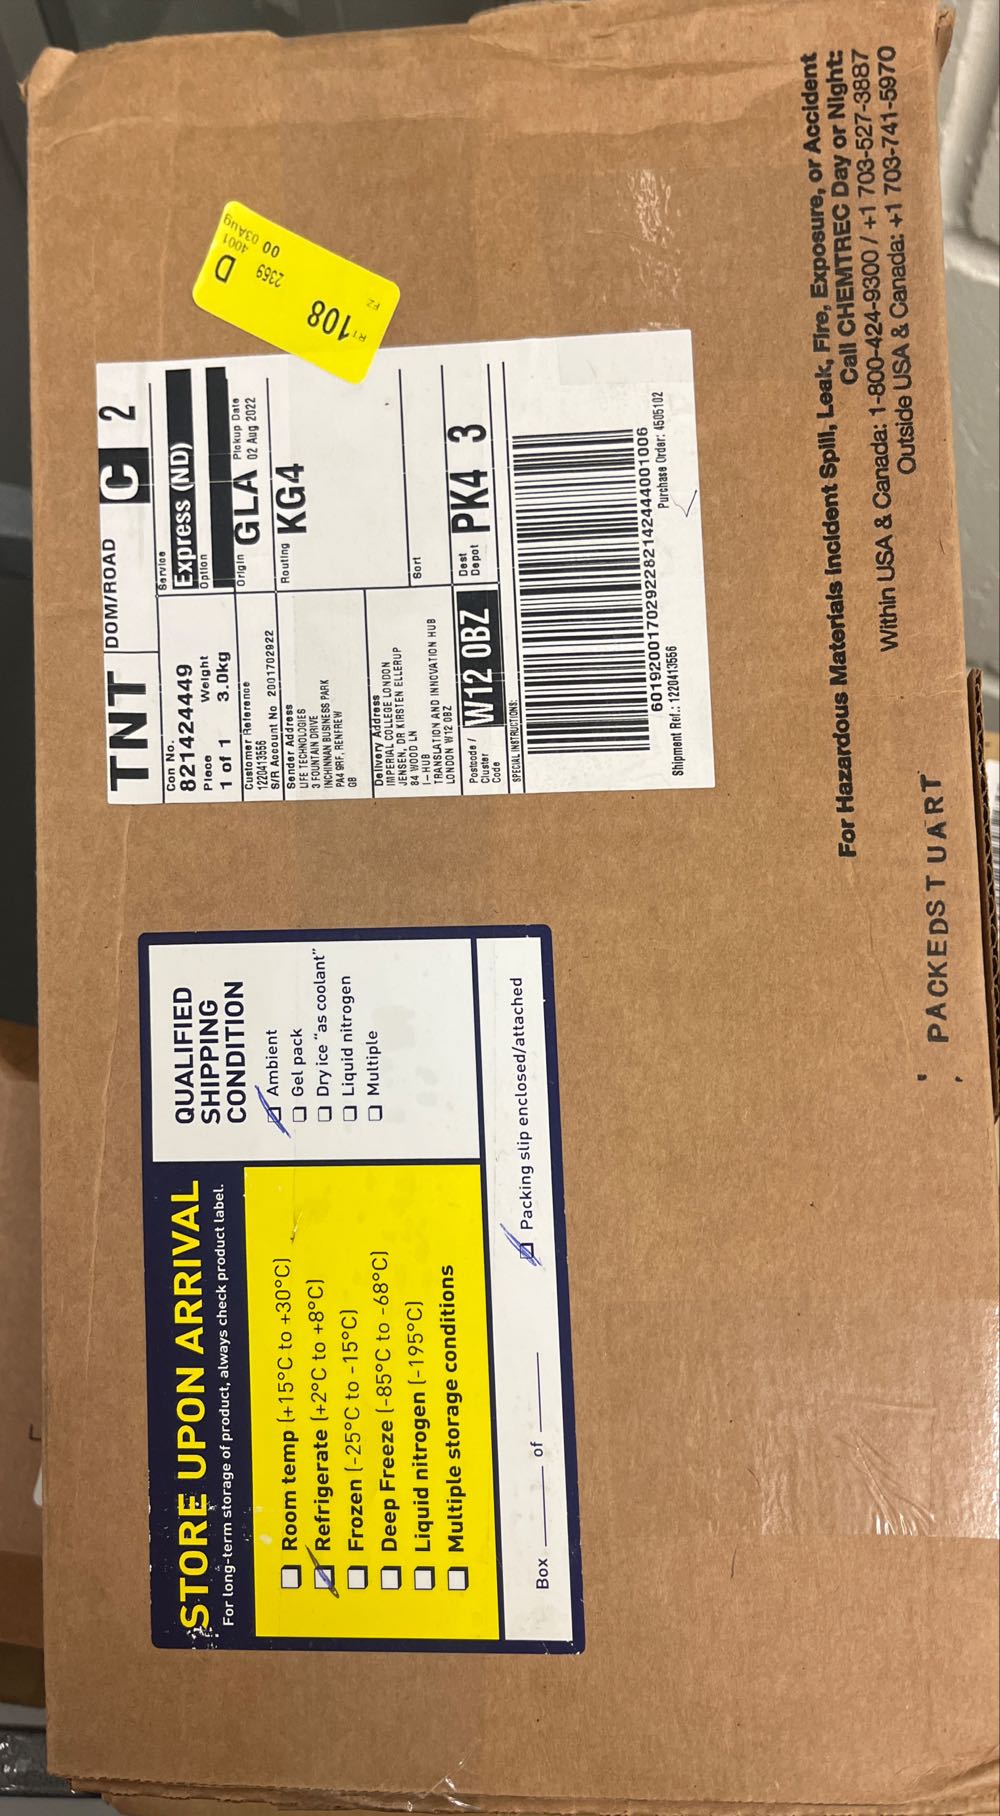 STORE UPON ARRIVAL
For long-term storage of product, always check product label.
Room temp (+15°C to +30°C)
Refrigerate (+2°C to +8°C)
Frozen (-25°C to -15°C)
Deep Freeze (-85°C to -68°C)
Liquid nitrogen (-195°C)
Multiple storage conditions
QUALIFIED
SHIPPING
CONDITION
Ambient
Gel pack
Dry ice “as coolant”
Liquid nitrogen
Multiple
Box ____ of ____
Packing slip enclosed/attached
TNT DOM/ROAD C 2
Con No.
821424449
Piece Weight
1 of 1 3.0kg
Customer Reference
1220413556
S/R Account No 2001702922
Sender Address
LIFE TECHNOLOGIES
3 FOUNTAIN DRIVE
INCHINNAN BUSINESS PARK
PA4 9RF, RENFREW
GB
Delivery Address
IMPERIAL COLLEGE LONDON
JENSEN, DR KIRSTEN ELLERUP
84 WOOD LN
I-HUB
TRANSLATION AND INNOVATION HUB
LONDON W12 0BZ
Service
Express (ND)
Option
Origin
GLA
Pickup Date
02 Aug 2022
Routing
KG4
Sort
Postcode /
Cluster
Code
W12 0BZ
Dest
Depot
PK4 3
SPECIAL INSTRUCTIONS:
6019200170292282142444001006
Shipment Ref.: 1220413556
Purchase Order: 4505102
RT
108
FZ
D
2369
4001
00 03Aug
For Hazardous Materials Incident Spill, Leak, Fire, Exposure, or Accident
Call CHEMTREC Day or Night:
Within USA & Canada: 1-800-424-9300 / +1 703-527-3887
Outside USA & Canada: +1 703-741-5970
PACKEDSTUART